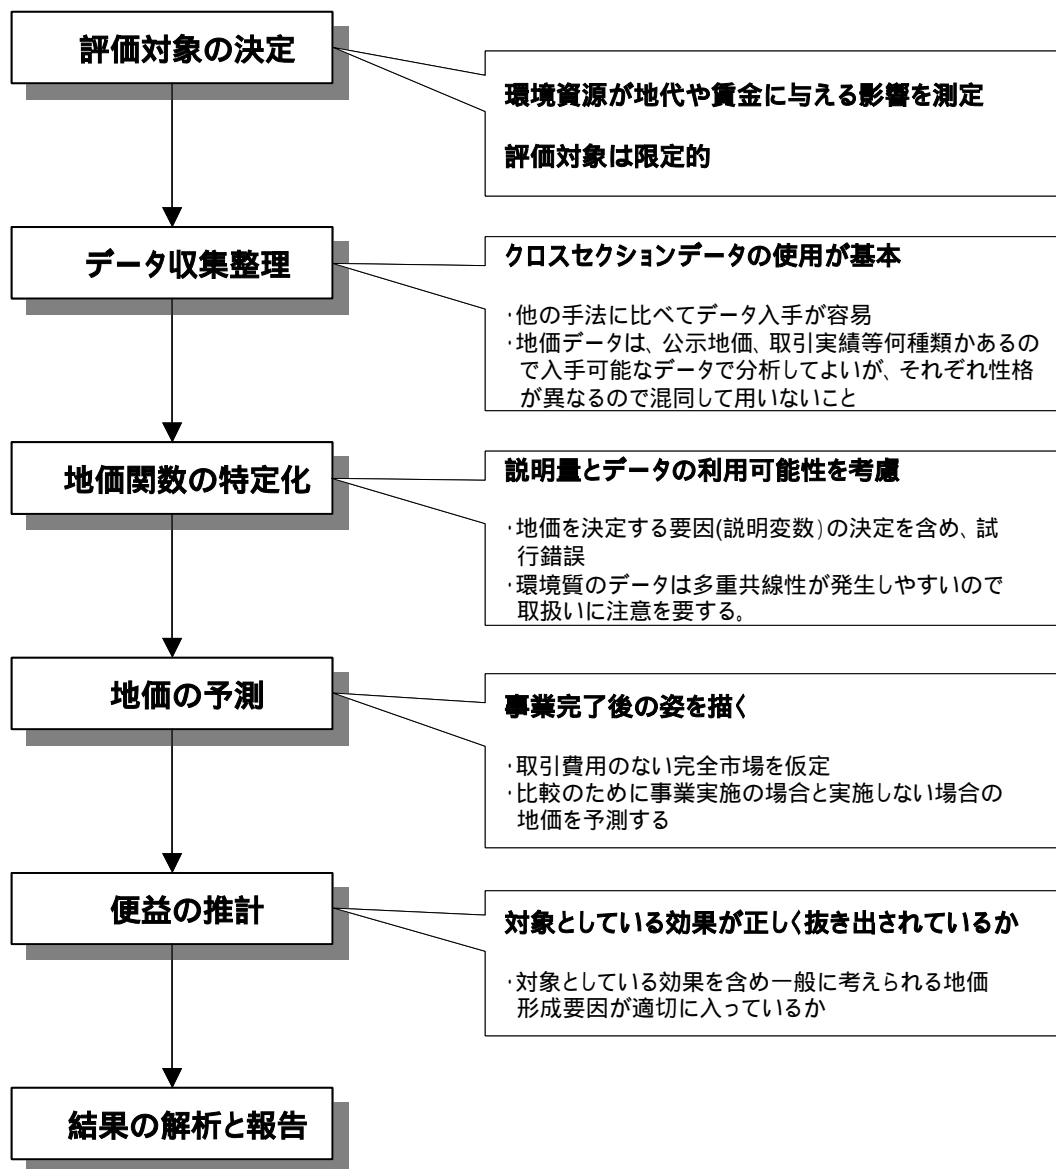 評価対象の決定
環境資源が地代や賃金に与える影響を測定
評価対象は限定的
データ収集整理
クロスセクションデータの使用が基本
・他の手法に比べてデータ入手が容易
・地価データは、公示地価、取引実績等何種類かあるの
で入手可能なデータで分析してよいが、それぞれ性格
が異なるので混同して用いないこと
地価関数の特定化
説明量とデータの利用可能性を考慮
・地価を決定する要因(説明変数)の決定を含め、試
行錯誤
・環境質のデータは多重共線性が発生しやすいので
取扱いに注意を要する。
地価の予測
事業完了後の姿を描く
・取引費用のない完全市場を仮定
・比較のために事業実施の場合と実施しない場合の
地価を予測する
便益の推計
対象としている効果が正しく抜き出されているか
・対象としている効果を含め一般に考えられる地価
形成要因が適切に入っているか
結果の解析と報告